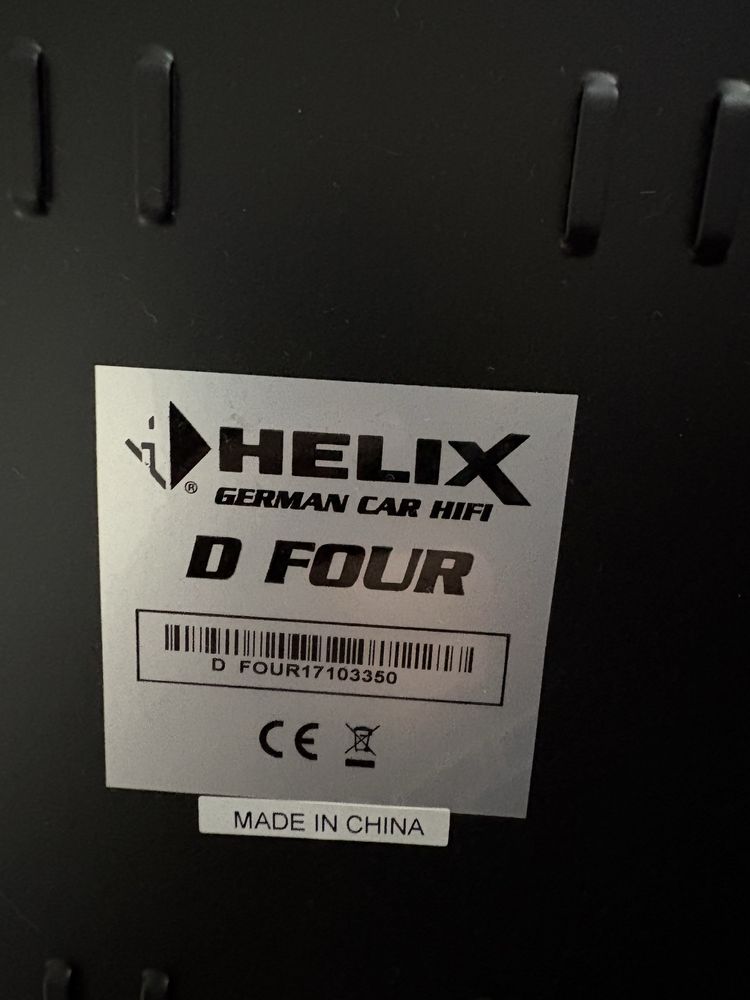 HELIX
®
GERMAN CAR HIFI
D FOUR
D FOUR17103350
CE
MADE IN CHINA